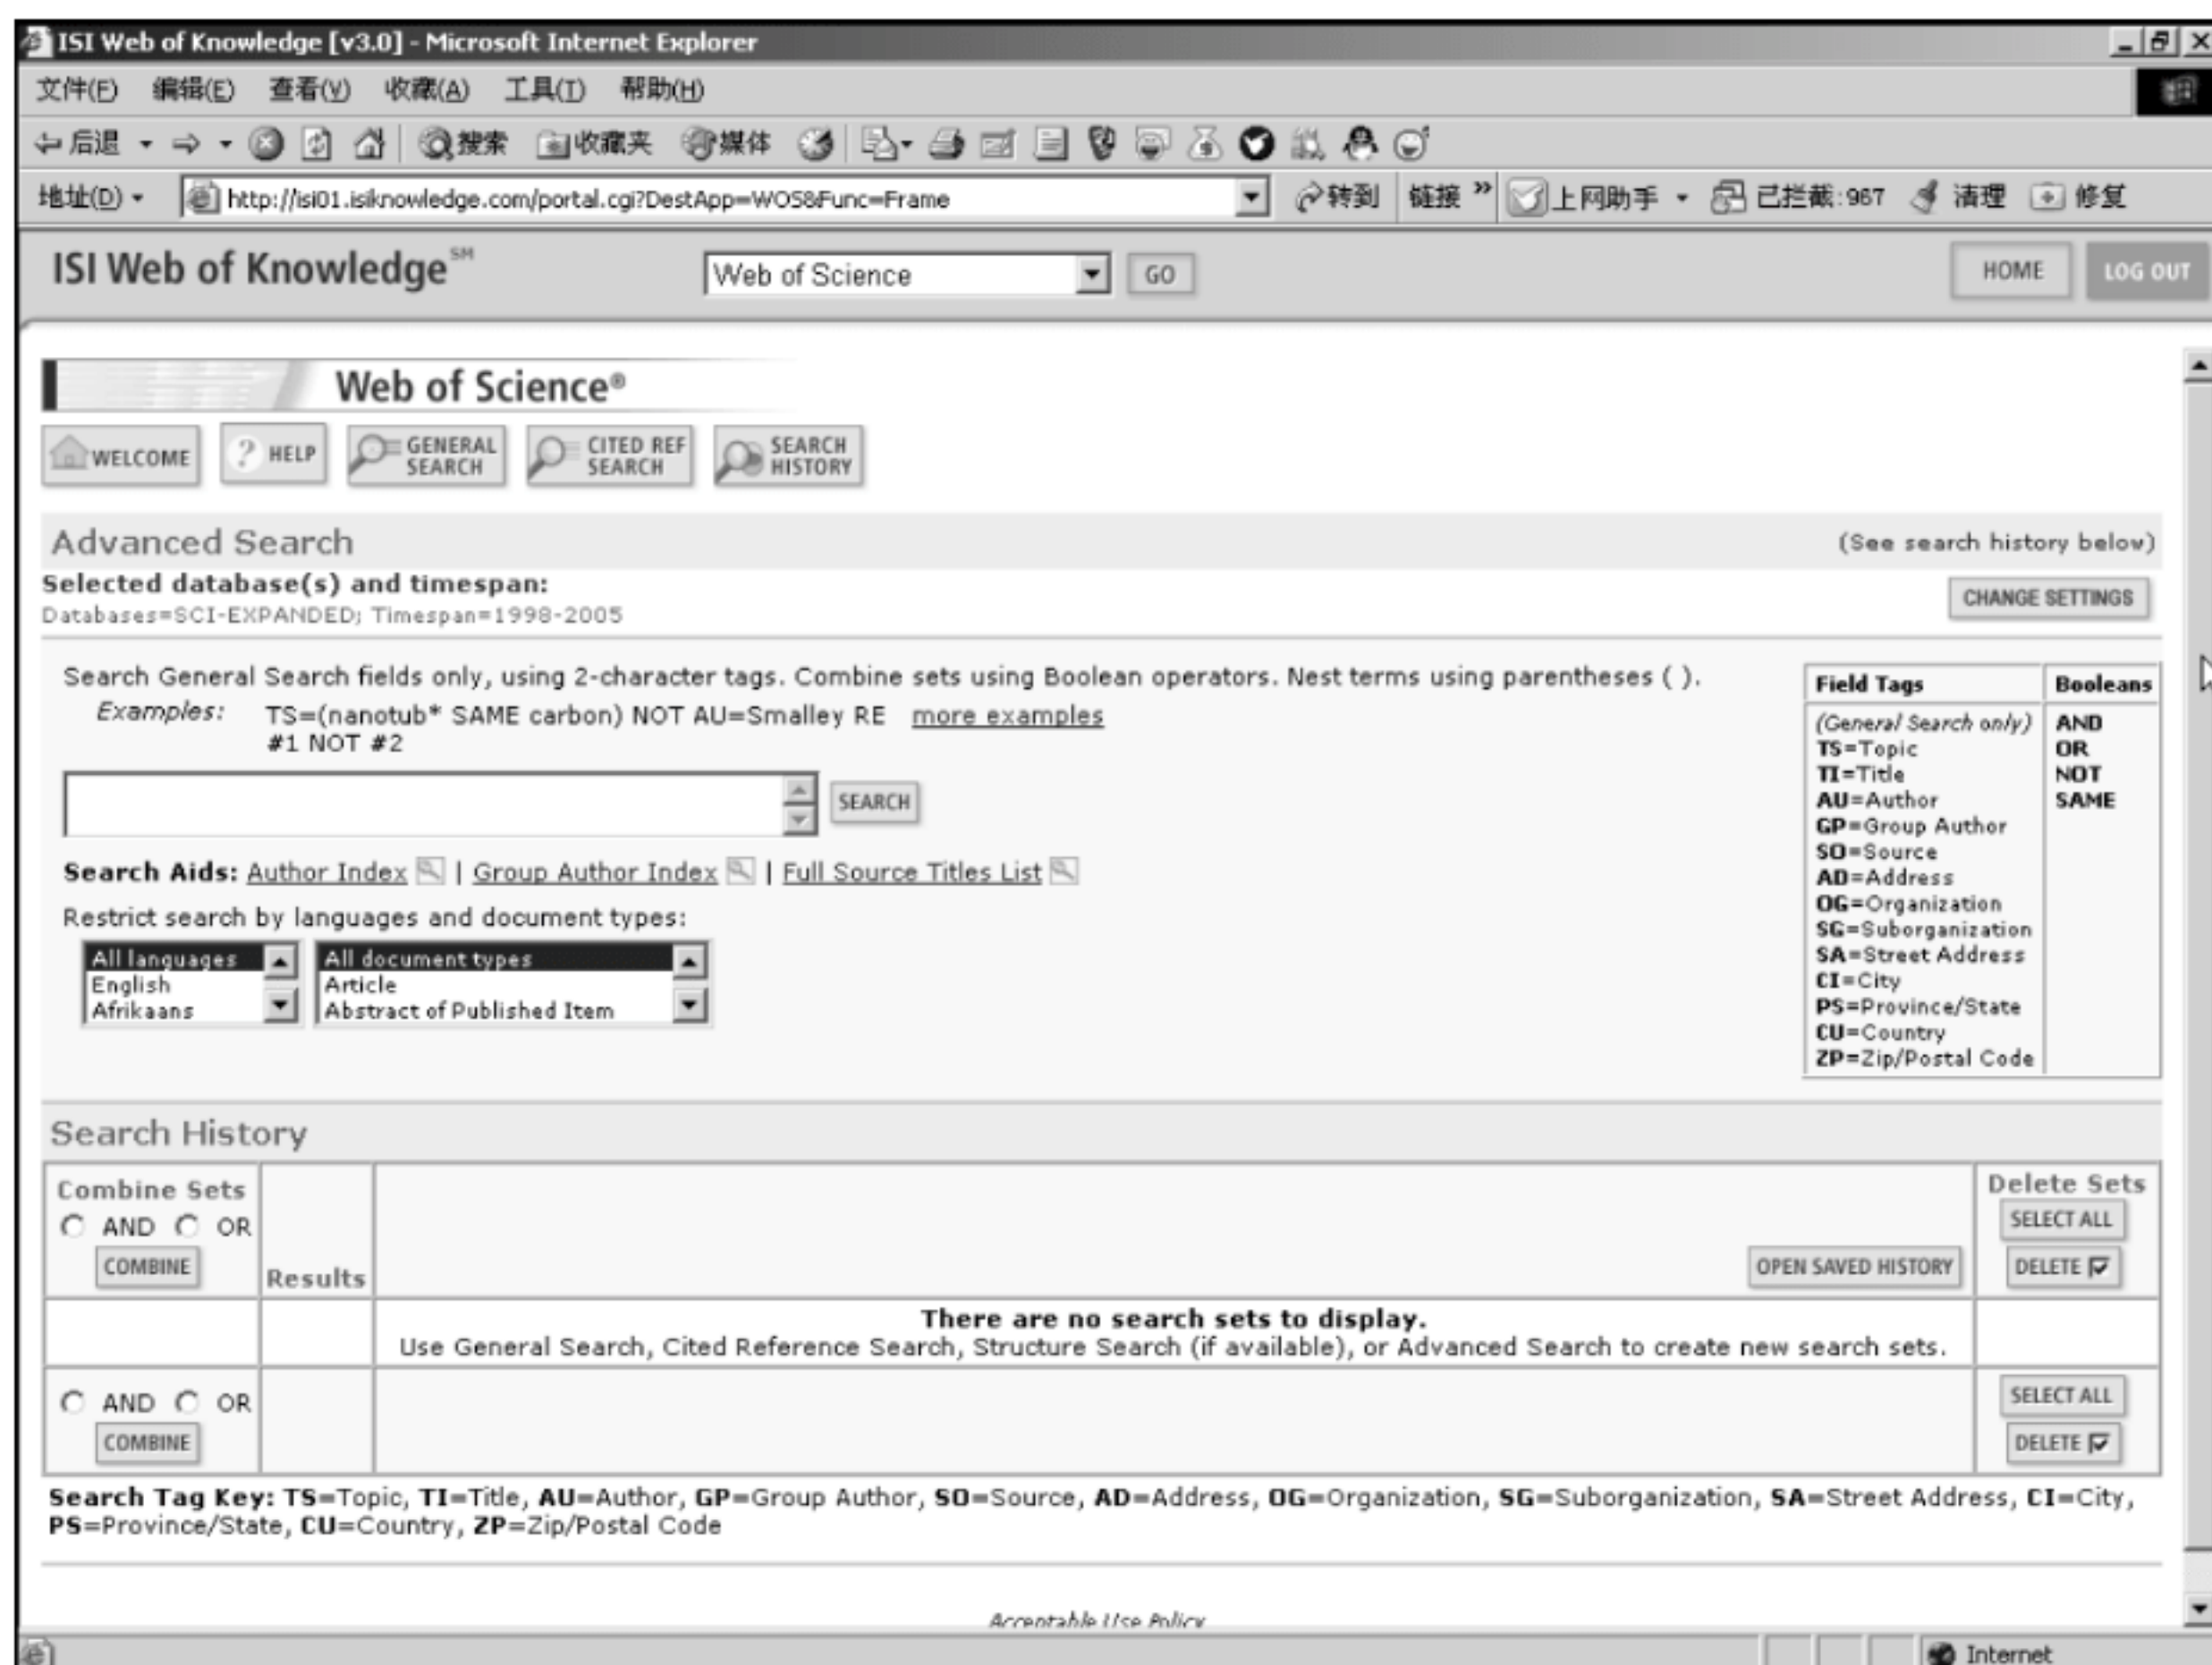 ISI Web of Knowledge [v3.0] - Microsoft Internet Explorer
文件(F) 编辑(E) 查看(V) 收藏(A) 工具(T) 帮助(H)
后退 搜索 收藏夹 媒体
地址(D) http://isi01.isiknowledge.com/portal.cgi?DestApp=WOS&Func=Frame 转到 链接 » 上网助手 已拦截:967 清理 修复
ISI Web of Knowledge℠ Web of Science GO HOME LOG OUT
Web of Science®
WELCOME ? HELP GENERAL SEARCH CITED REF SEARCH SEARCH HISTORY
Advanced Search (See search history below)
Selected database(s) and timespan:
Databases=SCI-EXPANDED; Timespan=1998-2005 CHANGE SETTINGS
Search General Search fields only, using 2-character tags. Combine sets using Boolean operators. Nest terms using parentheses ( ).
Examples: TS=(nanotub* SAME carbon) NOT AU=Smalley RE more examples
#1 NOT #2
SEARCH
Search Aids: Author Index | Group Author Index | Full Source Titles List
Restrict search by languages and document types:
All languages All document types
English Article
Afrikaans Abstract of Published Item
Field Tags Booleans
(General Search only) AND
TS=Topic OR
TI=Title NOT
AU=Author SAME
GP=Group Author
SO=Source
AD=Address
OG=Organization
SG=Suborganization
SA=Street Address
CI=City
PS=Province/State
CU=Country
ZP=Zip/Postal Code
Search History
Combine Sets Delete Sets
AND OR SELECT ALL
COMBINE Results OPEN SAVED HISTORY DELETE
There are no search sets to display.
Use General Search, Cited Reference Search, Structure Search (if available), or Advanced Search to create new search sets.
AND OR SELECT ALL
COMBINE DELETE
Search Tag Key: TS=Topic, TI=Title, AU=Author, GP=Group Author, SO=Source, AD=Address, OG=Organization, SG=Suborganization, SA=Street Address, CI=City,
PS=Province/State, CU=Country, ZP=Zip/Postal Code
Acceptable Use Policy
Internet